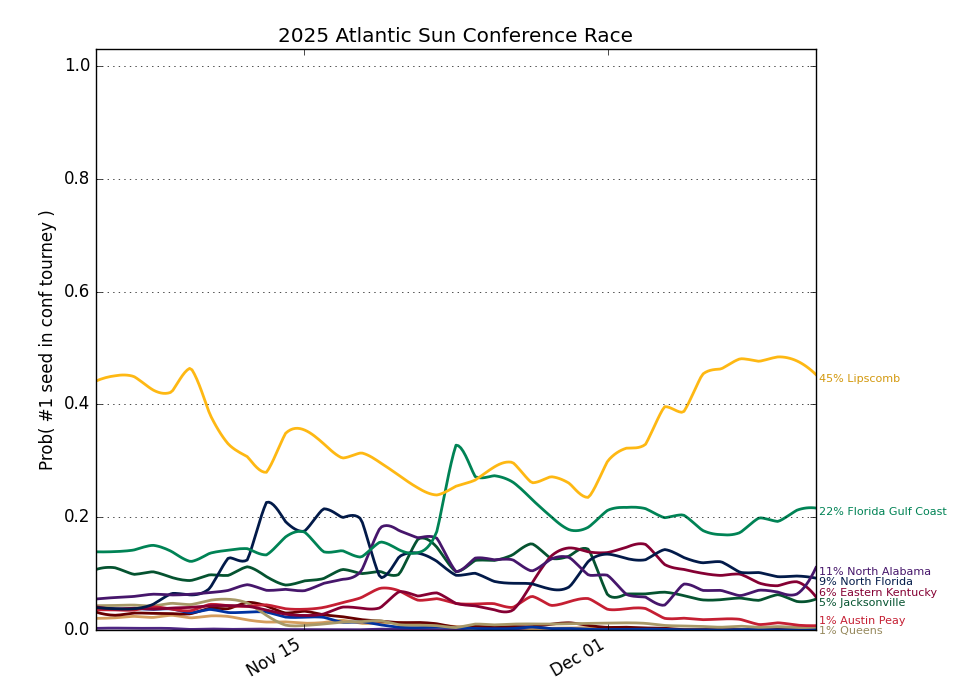 2025 Atlantic Sun Conference Race
Prob( #1 seed in conf tourney )
1.0
0.8
0.6
0.4
0.2
0.0
Nov 15
Dec 01
45% Lipscomb
22% Florida Gulf Coast
11% North Alabama
9% North Florida
6% Eastern Kentucky
5% Jacksonville
1% Austin Peay
1% Queens